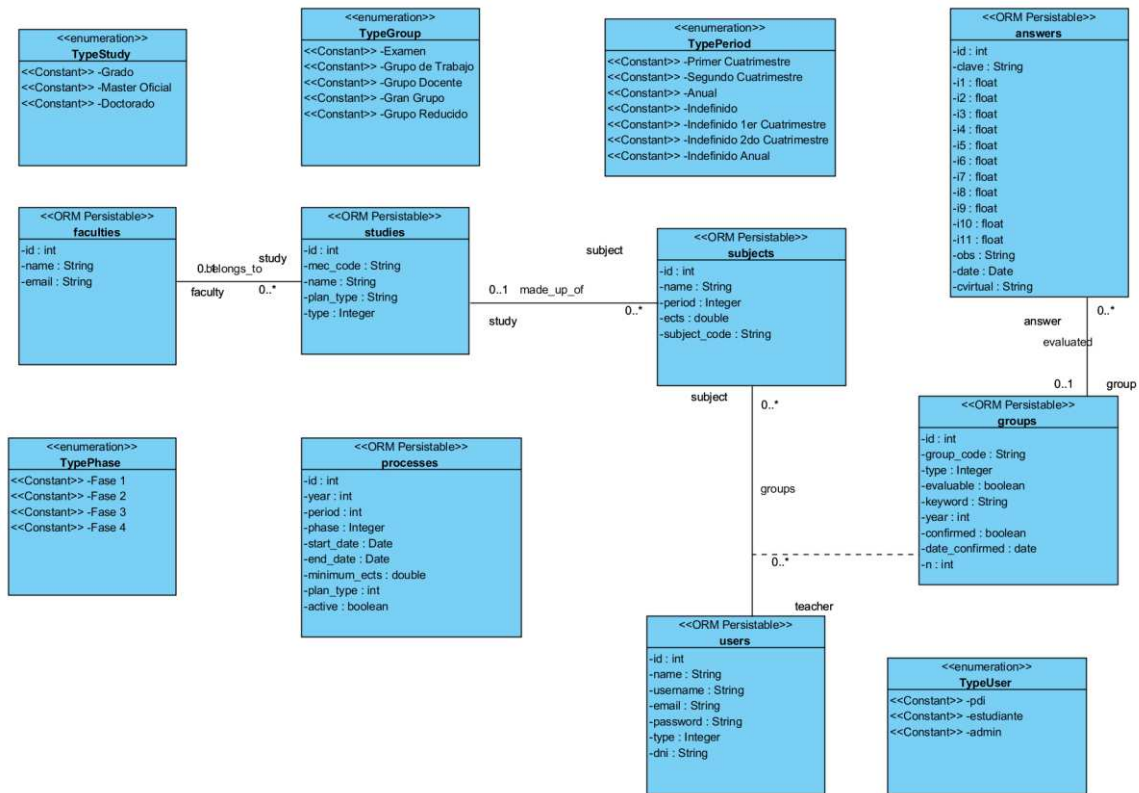 <<enumeration>>
TypeStudy
<<Constant>> -Grado
<<Constant>> -Master Oficial
<<Constant>> -Doctorado
<<enumeration>>
TypeGroup
<<Constant>> -Examen
<<Constant>> -Grupo de Trabajo
<<Constant>> -Grupo Docente
<<Constant>> -Gran Grupo
<<Constant>> -Grupo Reducido
<<enumeration>>
TypePeriod
<<Constant>> -Primer Cuatrimestre
<<Constant>> -Segundo Cuatrimestre
<<Constant>> -Anual
<<Constant>> -Indefinido
<<Constant>> -Indefinido 1er Cuatrimestre
<<Constant>> -Indefinido 2do Cuatrimestre
<<Constant>> -Indefinido Anual
<<ORM Persistable>>
answers
-id : int
-clave : String
-i1 : float
-i2 : float
-i3 : float
-i4 : float
-i5 : float
-i6 : float
-i7 : float
-i8 : float
-i9 : float
-i10 : float
-i11 : float
-obs : String
-date : Date
-cvirtual : String
<<ORM Persistable>>
faculties
-id : int
-name : String
-email : String
study
0..1
belongs_to
faculty
0..*
<<ORM Persistable>>
studies
-id : int
-mec_code : String
-name : String
-plan_type : String
-type : Integer
subject
0..1
made_up_of
0..*
study
<<ORM Persistable>>
subjects
-id : int
-name : String
-period : Integer
-ects : double
-subject_code : String
0..*
answer
evaluated
0..1
group
subject
0..*
groups
0..*
teacher
<<ORM Persistable>>
groups
-id : int
-group_code : String
-type : Integer
-evaluable : boolean
-keyword : String
-year : int
-confirmed : boolean
-date_confirmed : date
-n : int
<<enumeration>>
TypePhase
<<Constant>> -Fase 1
<<Constant>> -Fase 2
<<Constant>> -Fase 3
<<Constant>> -Fase 4
<<ORM Persistable>>
processes
-id : int
-year : int
-period : int
-phase : Integer
-start_date : Date
-end_date : Date
-minimum_ects : double
-plan_type : int
-active : boolean
<<ORM Persistable>>
users
-id : int
-name : String
-username : String
-email : String
-password : String
-type : Integer
-dni : String
<<enumeration>>
TypeUser
<<Constant>> -pdi
<<Constant>> -estudiante
<<Constant>> -admin